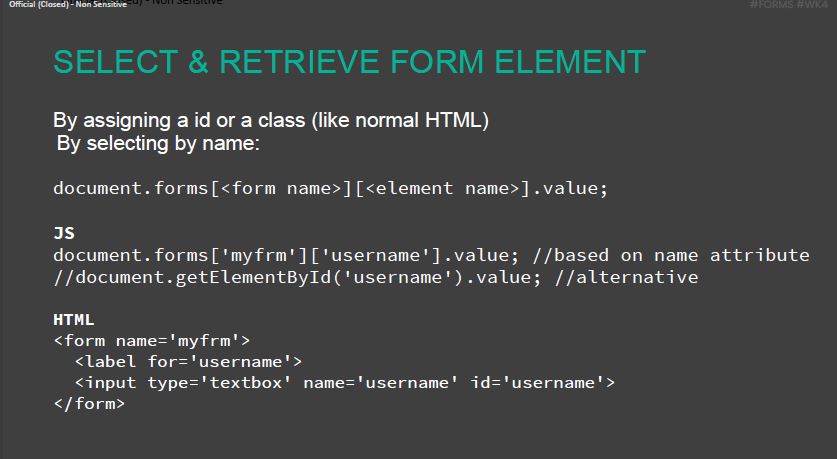 Official (Closed) - Non Sensitive
#FORMS #WK4
SELECT & RETRIEVE FORM ELEMENT
By assigning a id or a class (like normal HTML)
By selecting by name:
document.forms[<form name>][<element name>].value;
JS
document.forms['myfrm']['username'].value; //based on name attribute
//document.getElementById('username').value; //alternative
HTML
<form name='myfrm'>
  <label for='username'>
  <input type='textbox' name='username' id='username'>
</form>